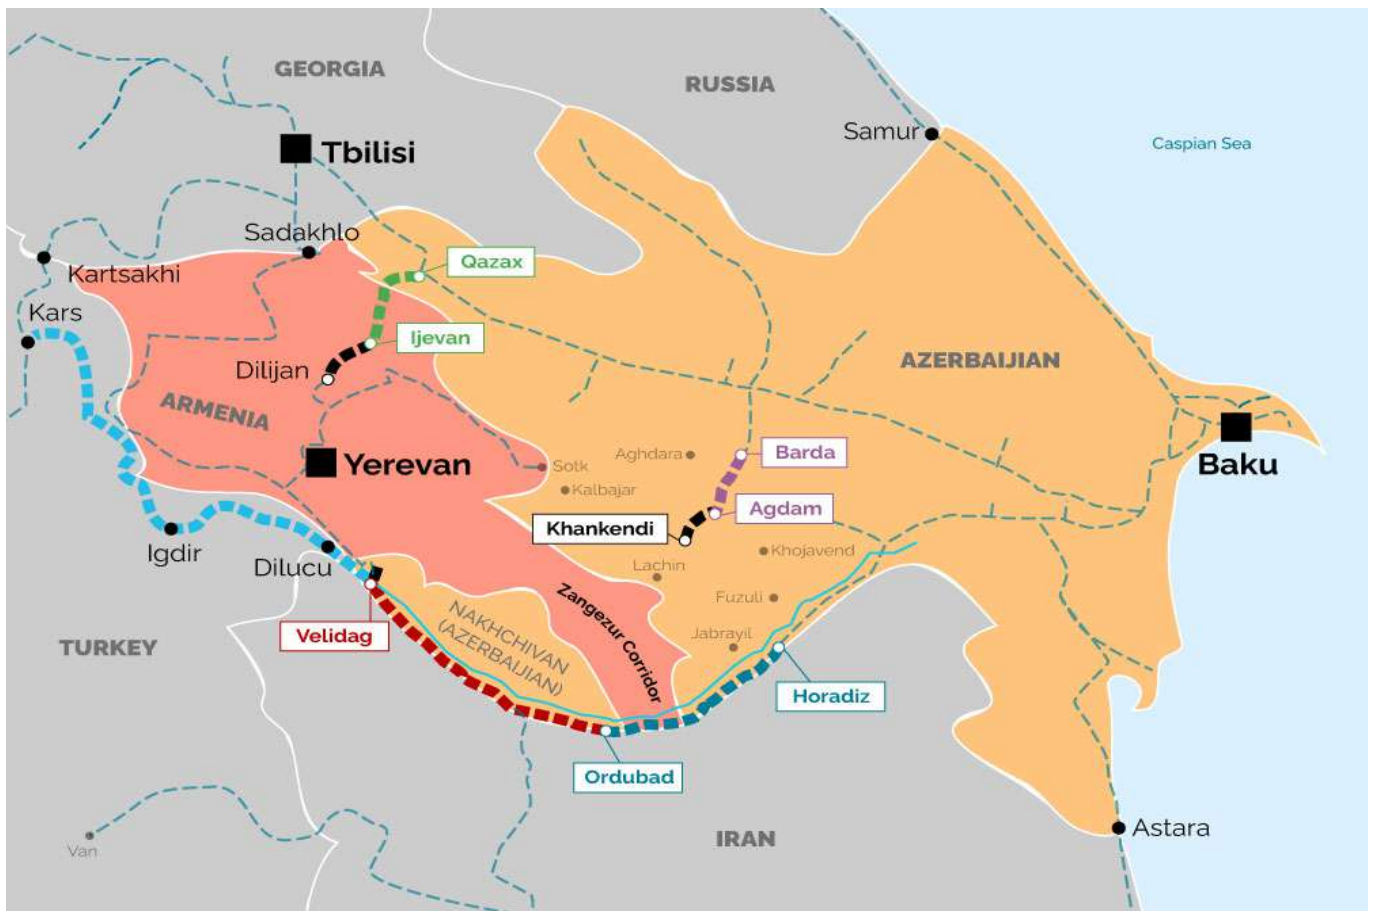 GEORGIA
RUSSIA
Samur
Caspian Sea
Tbilisi
Sadakhlo
Qazax
Kartsakhi
Kars
Ijevan
Dilijan
AZERBAIJIAN
ARMENIA
Yerevan
Sotk
Aghdara
Barda
Baku
Kalbajar
Agdam
Khankendi
Igdir
Dilucu
Khojavend
Lachin
Fuzuli
Zangezur Corridor
NAKHCHIVAN
(AZERBAIJIAN)
Velidag
Jabrayil
TURKEY
Horadiz
Ordubad
IRAN
Astara
Van